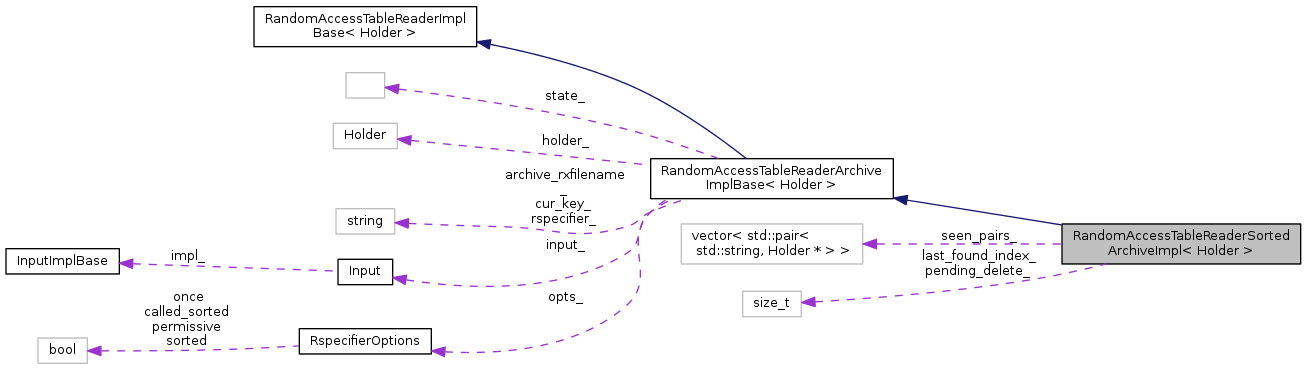 RandomAccessTableReaderImpl
Base< Holder >
state_
Holder
holder_
RandomAccessTableReaderArchive
ImplBase< Holder >
archive_rxfilename
_
cur_key_
rspecifier_
string
vector< std::pair<
std::string, Holder * > >
seen_pairs_
RandomAccessTableReaderSorted
ArchiveImpl< Holder >
last_found_index_
pending_delete_
InputImplBase
impl_
Input
input_
size_t
opts_
once
called_sorted
permissive
sorted
bool
RspecifierOptions